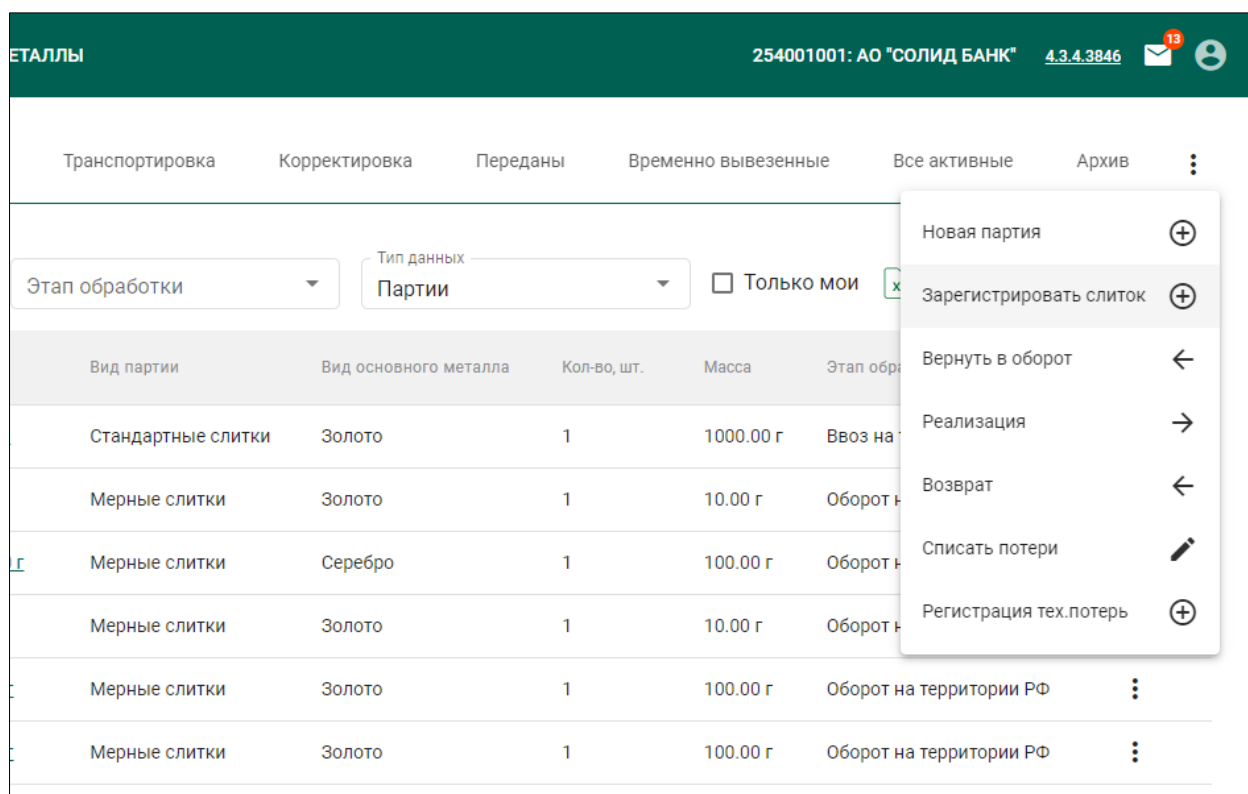 ЕТАЛЛЫ
254001001: АО "СОЛИД БАНК" 4.3.4.3846 13
Транспортировка Корректировка Переданы Временно вывезенные Все активные Архив
Новая партия
Этап обработки
Тип данных
Партии
Только мои
Зарегистрировать слиток
Вернуть в оборот
Реализация
Возврат
Списать потери
Регистрация тех.потерь
Вид партии Вид основного металла Кол-во, шт. Масса Этап обра
Стандартные слитки Золото 1 1000.00 г Ввоз на
Мерные слитки Золото 1 10.00 г Оборот
г Мерные слитки Серебро 1 100.00 г Оборот
Мерные слитки Золото 1 10.00 г Оборот
Мерные слитки Золото 1 100.00 г Оборот на территории РФ
Мерные слитки Золото 1 100.00 г Оборот на территории РФ